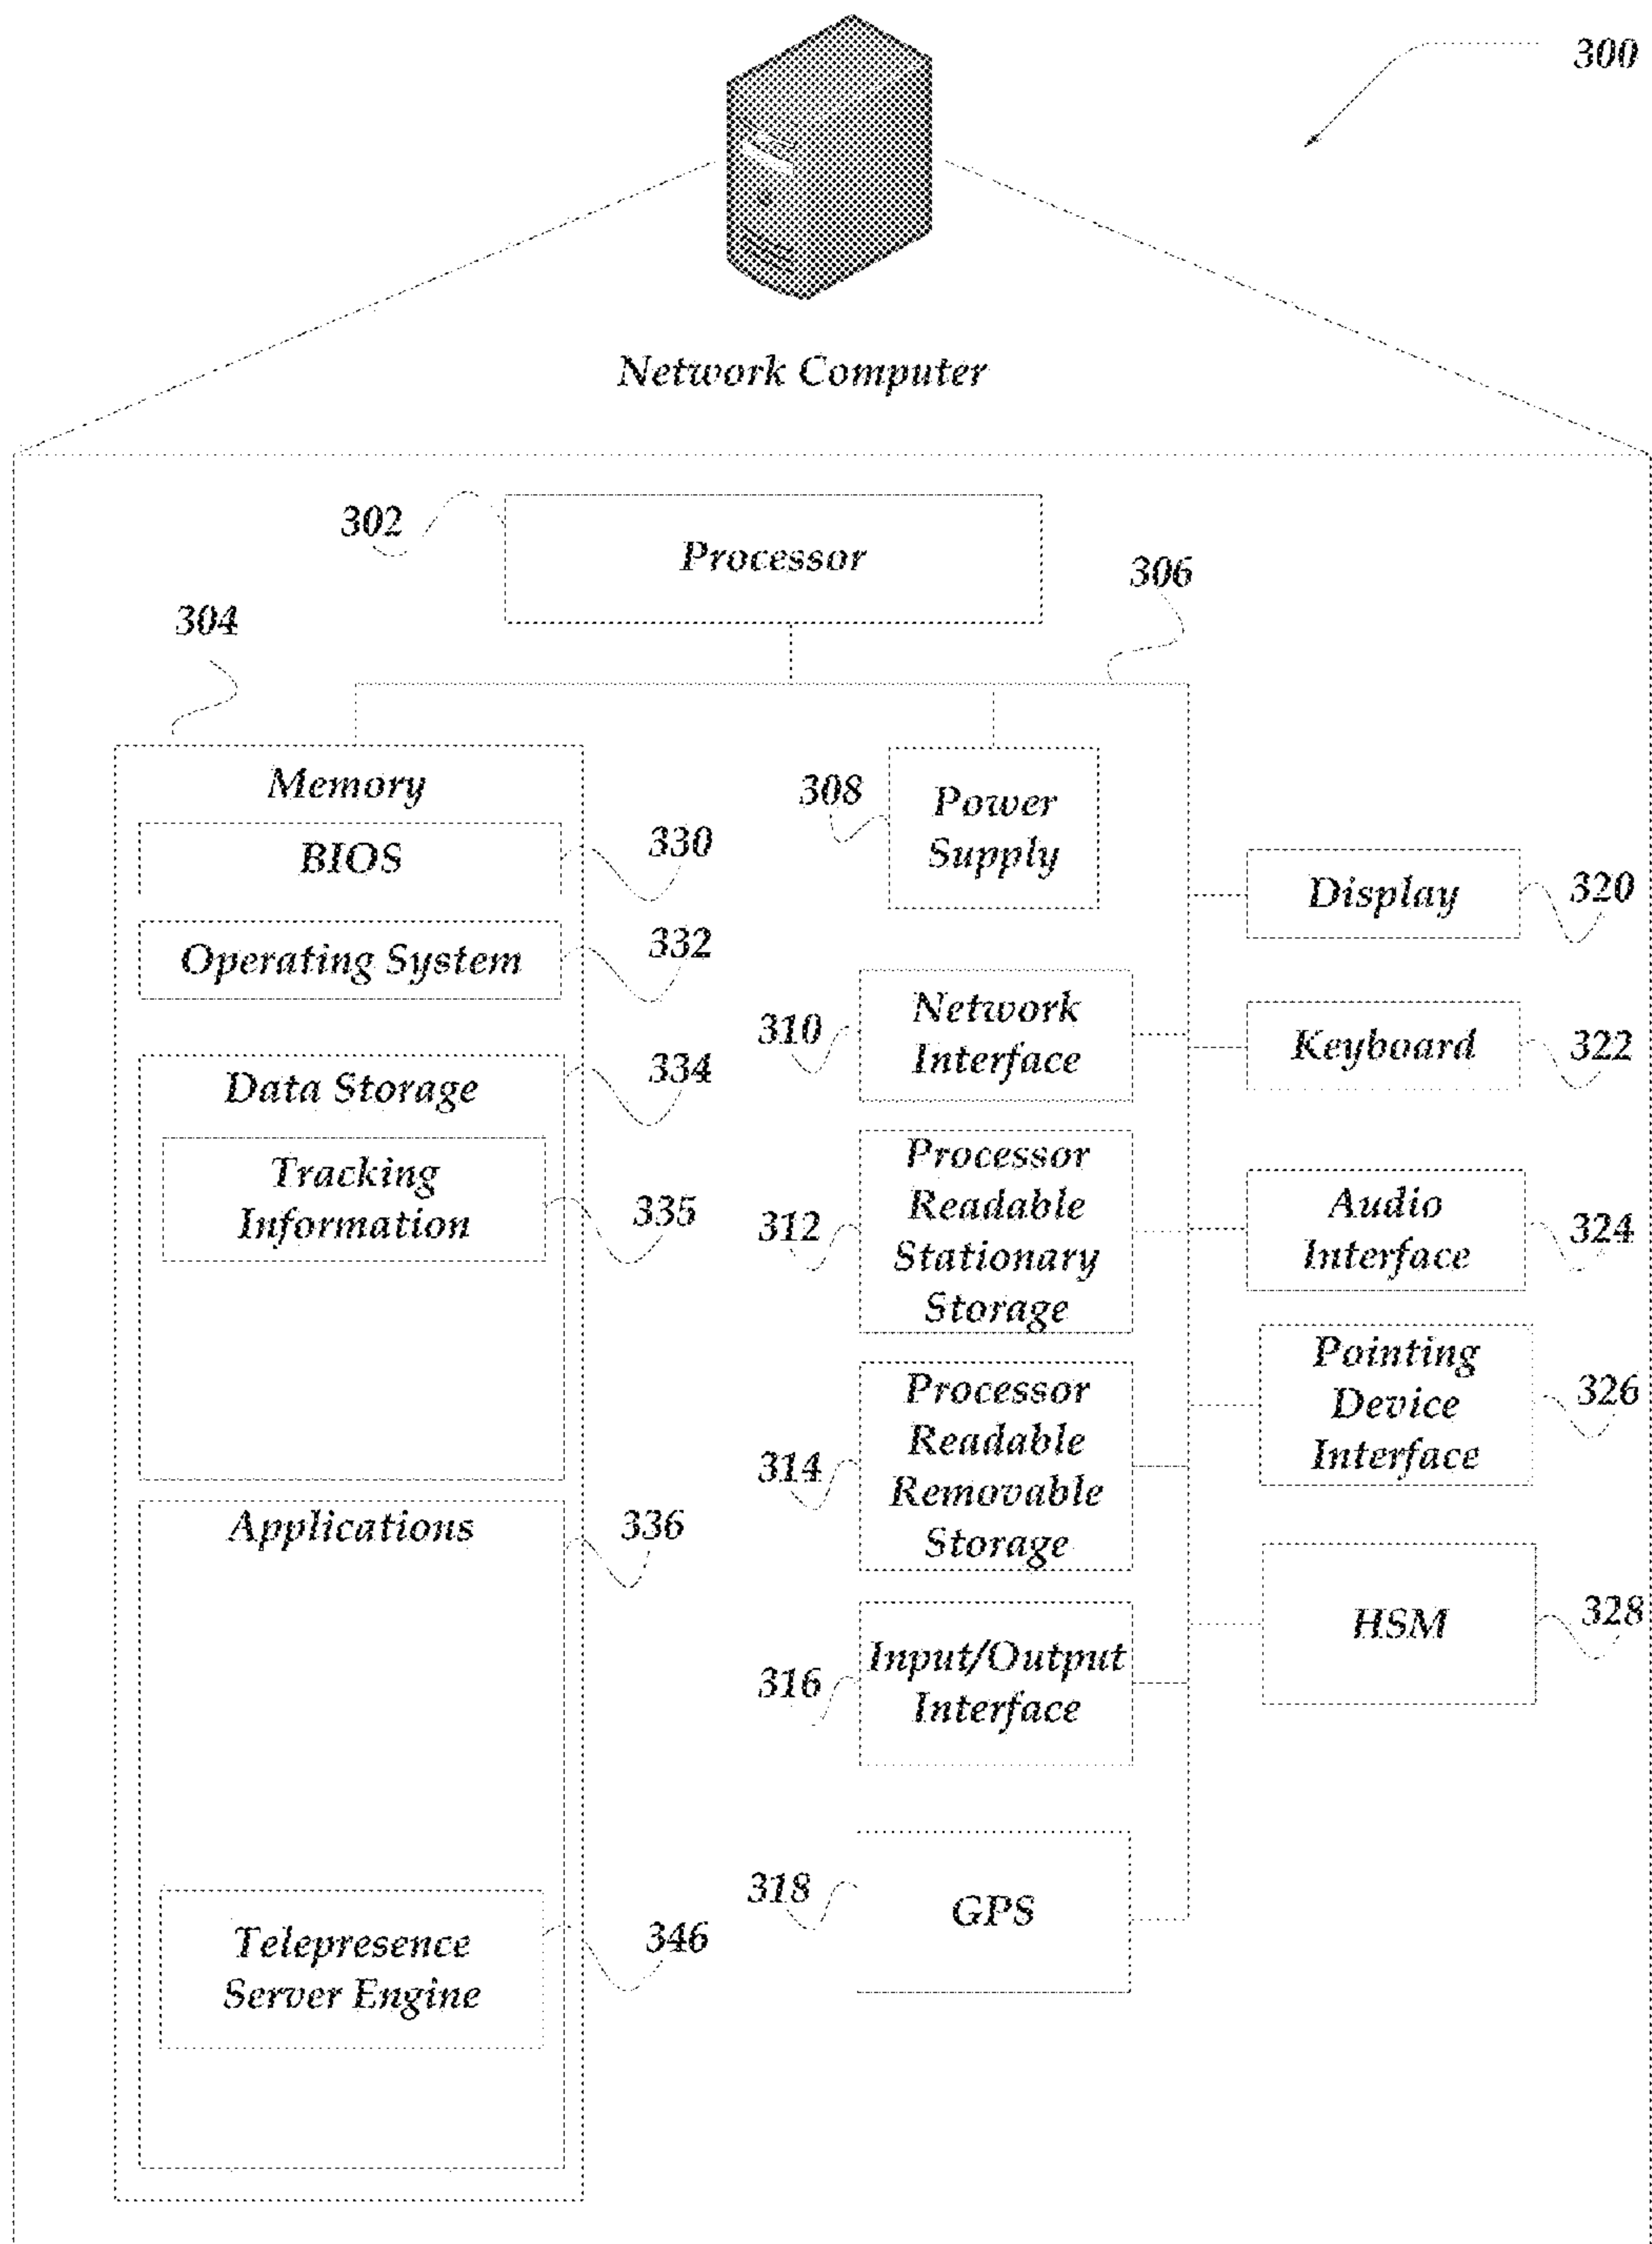 300
Network Computer
302
Processor
306
304
Memory
BIOS
330
Operating System
332
Data Storage
334
Tracking
Information
335
Applications
336
Telepresence
Server Engine
346
308
Power
Supply
310
Network
Interface
312
Processor
Readable
Stationary
Storage
314
Processor
Readable
Removable
Storage
316
Input/Output
Interface
318
GPS
Display
320
Keyboard
322
Audio
Interface
324
Pointing
Device
Interface
326
HSM
328